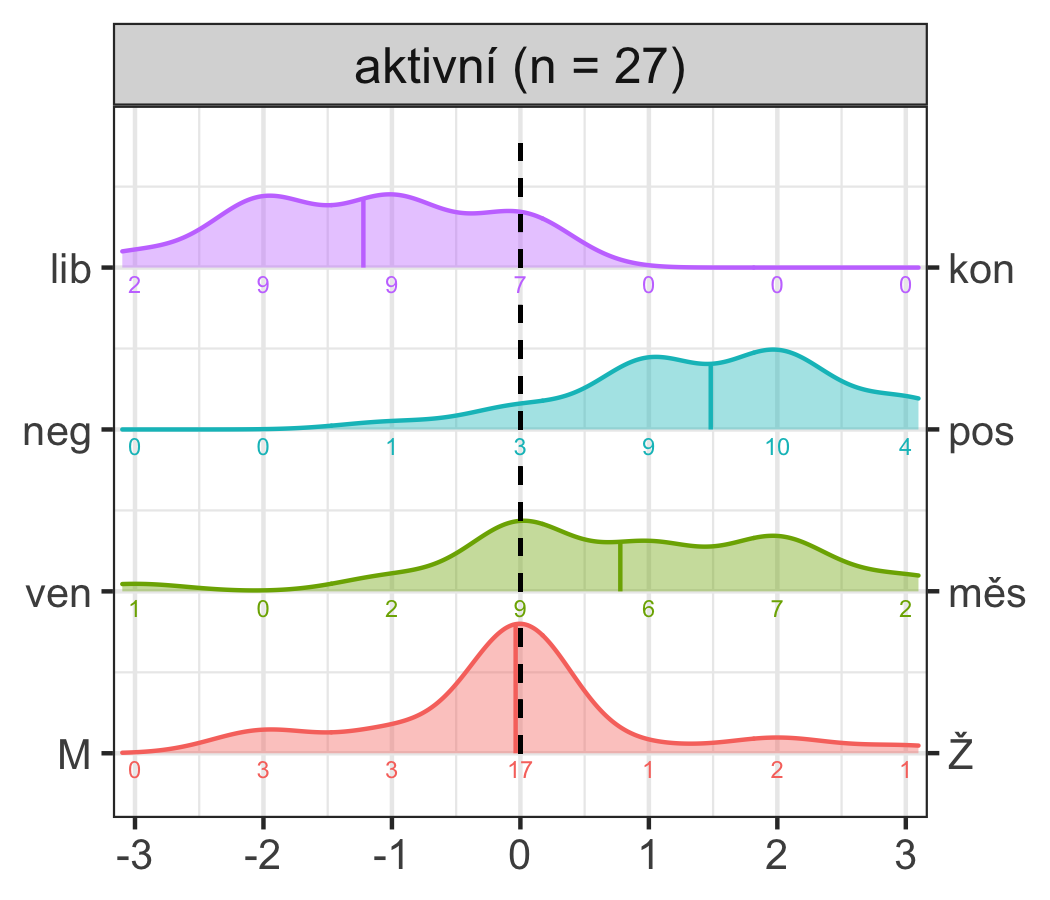 aktivní (n = 27)
lib kon
2 9 9 7 0 0 0
neg pos
0 0 1 3 9 10 4
ven měs
1 0 2 9 6 7 2
M Ž
0 3 3 17 1 2 1
-3 -2 -1 0 1 2 3